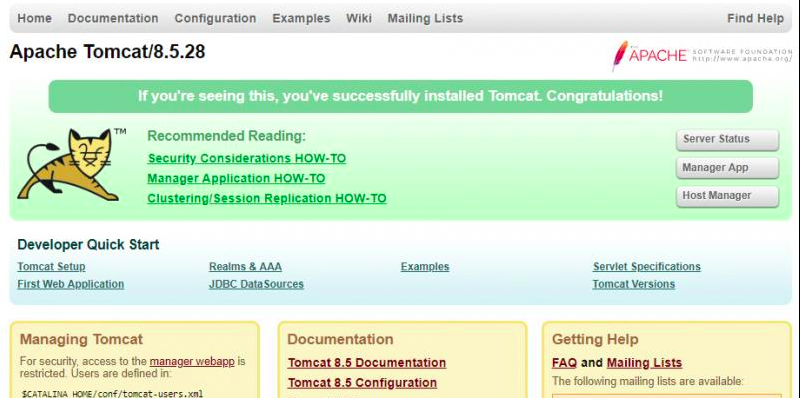 Home Documentation Configuration Examples Wiki Mailing Lists Find Help
Apache Tomcat/8.5.28
APACHE SOFTWARE FOUNDATION
http://www.apache.org/
If you're seeing this, you've successfully installed Tomcat. Congratulations!
TM
Recommended Reading:
Security Considerations HOW-TO
Manager Application HOW-TO
Clustering/Session Replication HOW-TO
Server Status
Manager App
Host Manager
Developer Quick Start
Tomcat Setup
First Web Application
Realms & AAA
JDBC DataSources
Examples
Servlet Specifications
Tomcat Versions
Managing Tomcat
For security, access to the manager webapp is
restricted. Users are defined in:
$CATALINA_HOME/conf/tomcat-users.xml
Documentation
Tomcat 8.5 Documentation
Tomcat 8.5 Configuration
Getting Help
FAQ and Mailing Lists
The following mailing lists are available: